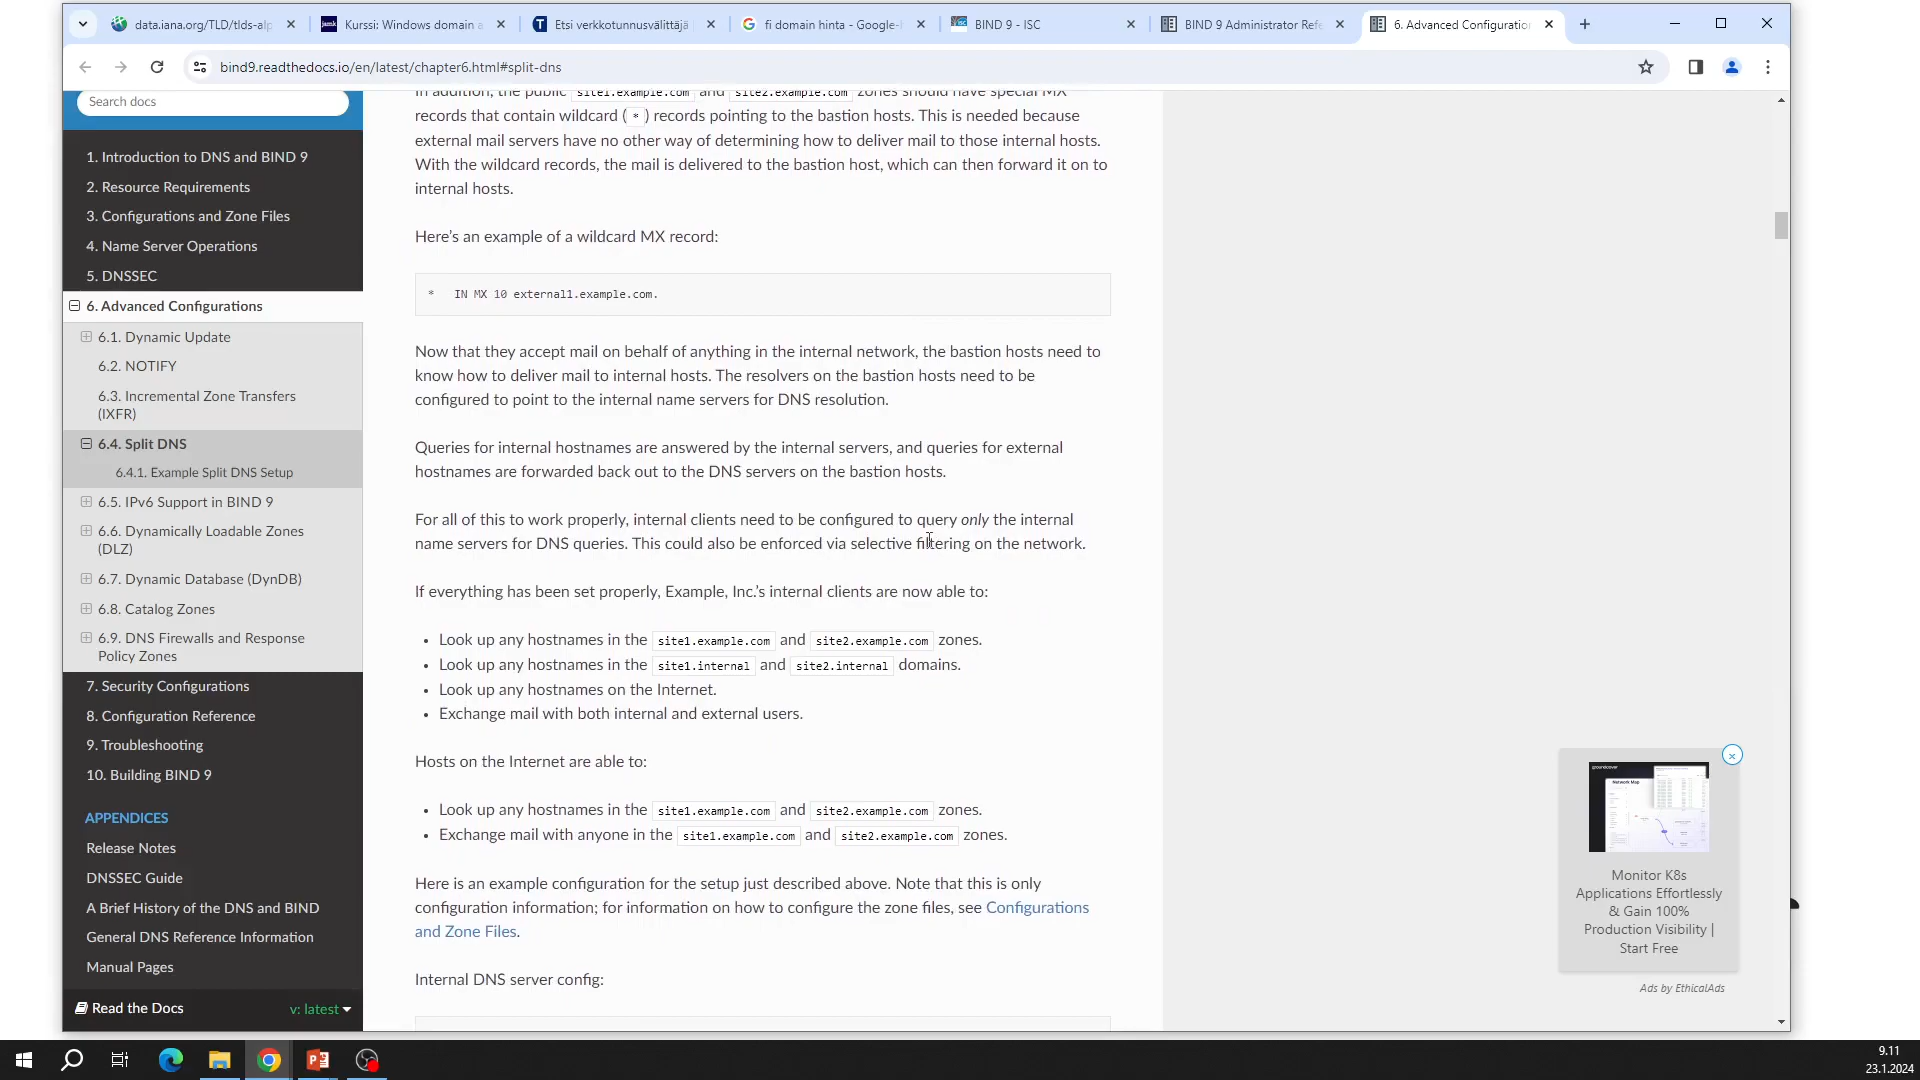 data.iana.org/TLD/tlds-alp
Kurssi: Windows domain a
Etsi verkkotunnusvälittäjä
fi domain hinta - Google-
BIND 9 - ISC
BIND 9 Administrator Refe
6. Advanced Configuration
bind9.readthedocs.io/en/latest/chapter6.html#split-dns
Search docs
1. Introduction to DNS and BIND 9
2. Resource Requirements
3. Configurations and Zone Files
4. Name Server Operations
5. DNSSEC
6. Advanced Configurations
6.1. Dynamic Update
6.2. NOTIFY
6.3. Incremental Zone Transfers
(IXFR)
6.4. Split DNS
6.4.1. Example Split DNS Setup
6.5. IPv6 Support in BIND 9
6.6. Dynamically Loadable Zones
(DLZ)
6.7. Dynamic Database (DynDB)
6.8. Catalog Zones
6.9. DNS Firewalls and Response
Policy Zones
7. Security Configurations
8. Configuration Reference
9. Troubleshooting
10. Building BIND 9
APPENDICES
Release Notes
DNSSEC Guide
A Brief History of the DNS and BIND
General DNS Reference Information
Manual Pages
Read the Docs v: latest
In addition, the public site1.example.com and site2.example.com zones should have special MX
records that contain wildcard ( * ) records pointing to the bastion hosts. This is needed because
external mail servers have no other way of determining how to deliver mail to those internal hosts.
With the wildcard records, the mail is delivered to the bastion host, which can then forward it on to
internal hosts.
Here's an example of a wildcard MX record:
* IN MX 10 external1.example.com.
Now that they accept mail on behalf of anything in the internal network, the bastion hosts need to
know how to deliver mail to internal hosts. The resolvers on the bastion hosts need to be
configured to point to the internal name servers for DNS resolution.
Queries for internal hostnames are answered by the internal servers, and queries for external
hostnames are forwarded back out to the DNS servers on the bastion hosts.
For all of this to work properly, internal clients need to be configured to query only the internal
name servers for DNS queries. This could also be enforced via selective filtering on the network.
If everything has been set properly, Example, Inc.'s internal clients are now able to:
• Look up any hostnames in the site1.example.com and site2.example.com zones.
• Look up any hostnames in the site1.internal and site2.internal domains.
• Look up any hostnames on the Internet.
• Exchange mail with both internal and external users.
Hosts on the Internet are able to:
• Look up any hostnames in the site1.example.com and site2.example.com zones.
• Exchange mail with anyone in the site1.example.com and site2.example.com zones.
Here is an example configuration for the setup just described above. Note that this is only
configuration information; for information on how to configure the zone files, see Configurations
and Zone Files.
Internal DNS server config:
groundcover
Network Map
Monitor K8s
Applications Effortlessly
& Gain 100%
Production Visibility |
Start Free
Ads by EthicalAds
9.11
23.1.2024